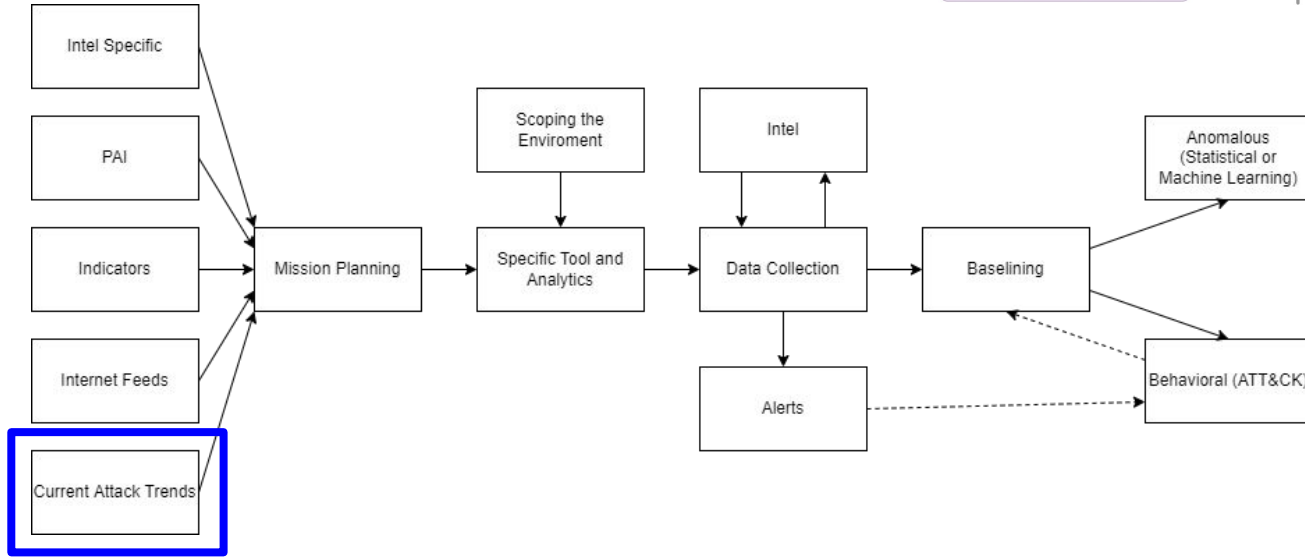 Intel Specific
PAI
Indicators
Internet Feeds
Current Attack Trends
Mission Planning
Scoping the
Enviroment
Specific Tool and
Analytics
Intel
Data Collection
Alerts
Baselining
Anomalous
(Statistical or
Machine Learning)
Behavioral (ATT&CK)